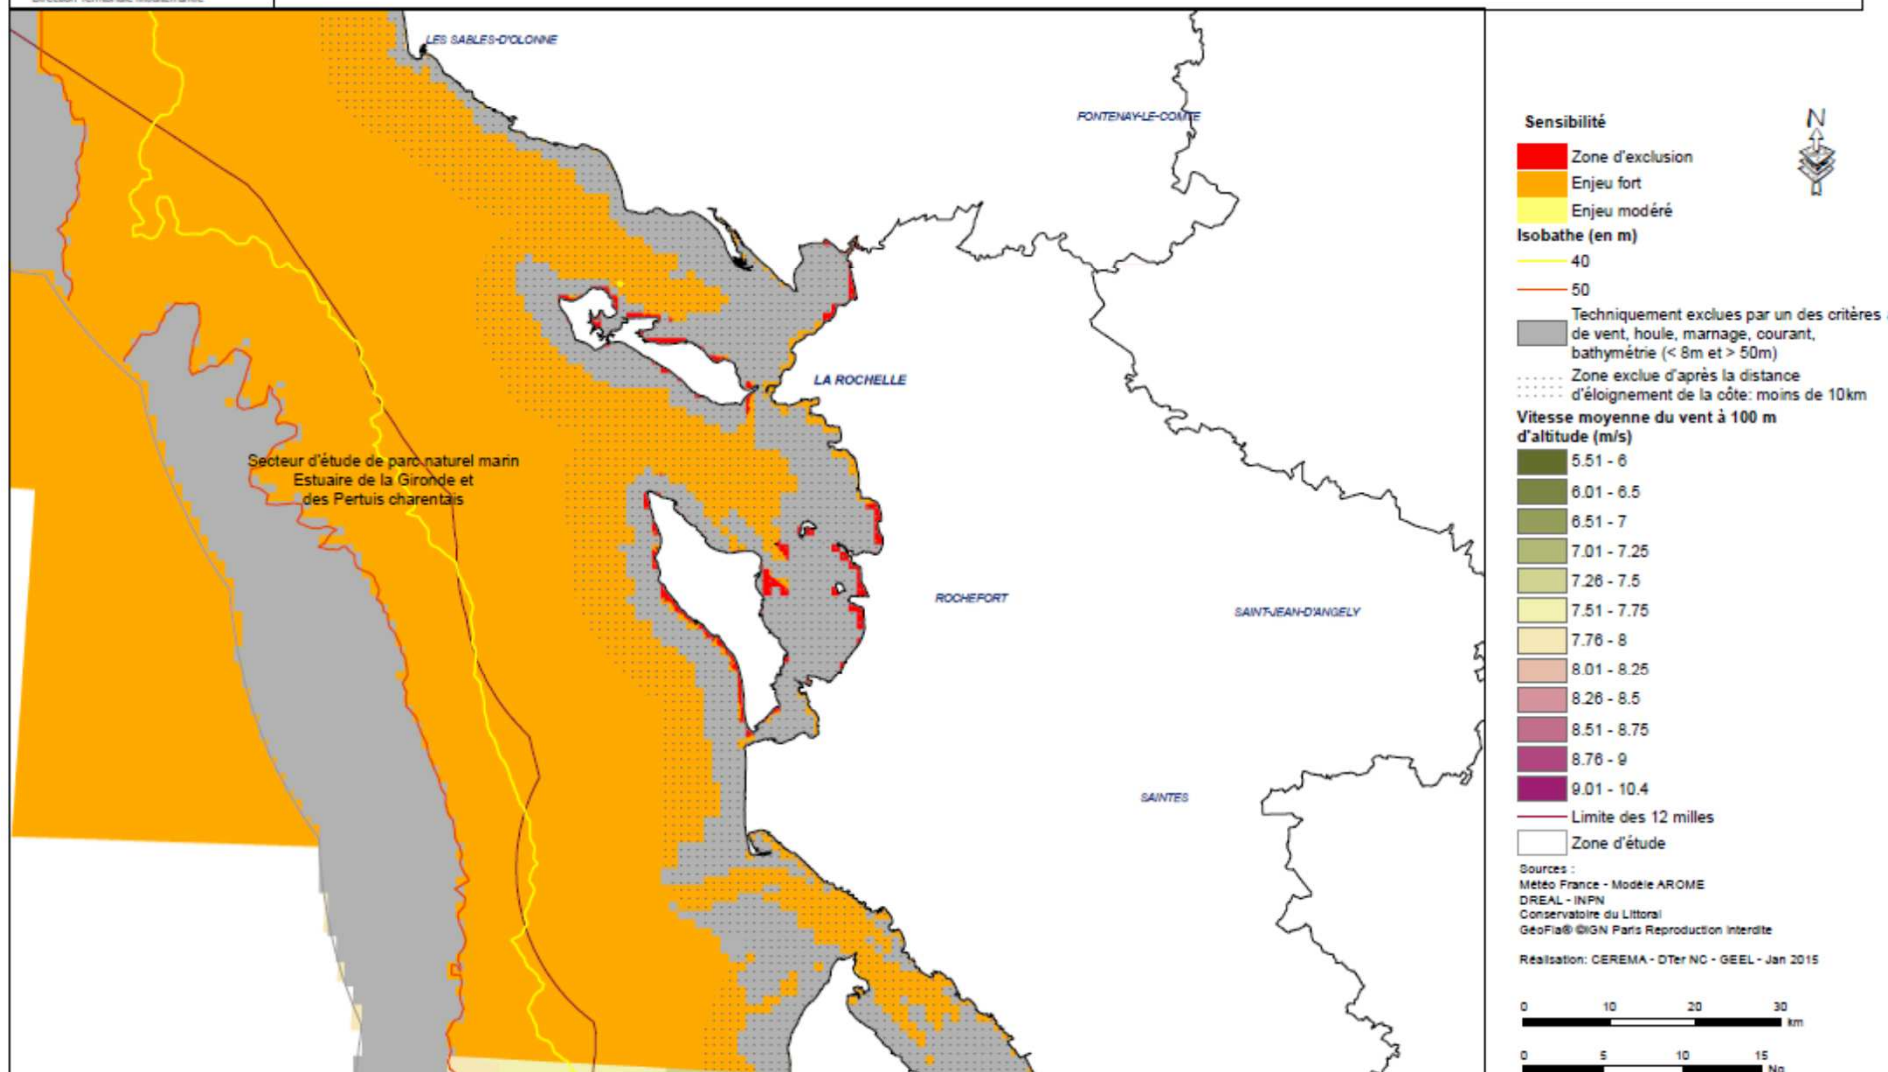 LES SABLES-D'OLONNE
FONTENAY-LE-COMTE
LA ROCHELLE
Secteur d'étude de parc naturel marin
Estuaire de la Gironde et
des Pertuis charentais
ROCHEFORT
SAINT-JEAN-D'ANGELY
SAINTES
Sensibilité
N
Zone d'exclusion
Enjeu fort
Enjeu modéré
Isobathe (en m)
40
50
Techniquement exclues par un des critères
de vent, houle, marnage, courant,
bathymétrie (< 8m et > 50m)
Zone exclue d'après la distance
d'éloignement de la côte: moins de 10km
Vitesse moyenne du vent à 100 m
d'altitude (m/s)
5.51 - 6
6.01 - 6.5
6.51 - 7
7.01 - 7.25
7.26 - 7.5
7.51 - 7.75
7.76 - 8
8.01 - 8.25
8.26 - 8.5
8.51 - 8.75
8.76 - 9
9.01 - 10.4
Limite des 12 milles
Zone d'étude
Sources :
Météo France - Modèle AROME
DREAL - INPN
Conservatoire du Littoral
GéoFla® ©IGN Paris Reproduction Interdite
Réalisation: CEREMA - DTer NC - GEEL - Jan 2015
0 10 20 30
km
0 5 10 15